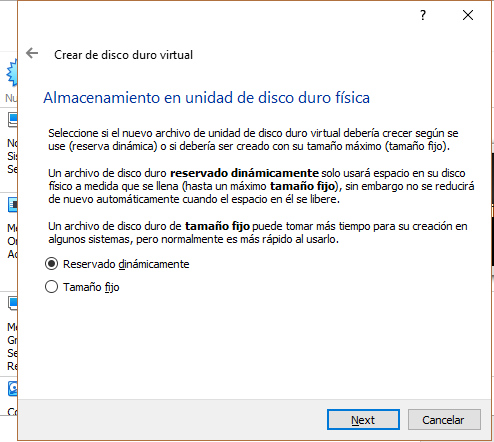 ?
Crear de disco duro virtual
Almacenamiento en unidad de disco duro física
Seleccione si el nuevo archivo de unidad de disco duro virtual debería crecer según se
use (reserva dinámica) o si debería ser creado con su tamaño máximo (tamaño fijo).
Un archivo de disco duro reservado dinámicamente solo usará espacio en su disco
físico a medida que se llena (hasta un máximo tamaño fijo), sin embargo no se reducirá
de nuevo automáticamente cuando el espacio en él se libere.
Un archivo de disco duro de tamaño fijo puede tomar más tiempo para su creación en
algunos sistemas, pero normalmente es más rápido al usarlo.
Reservado dinámicamente
Tamaño fijo
Next
Cancelar
Nu
No
Sis
Se
Me
Or
Ac
Mo
Gr
Se
Re
Co